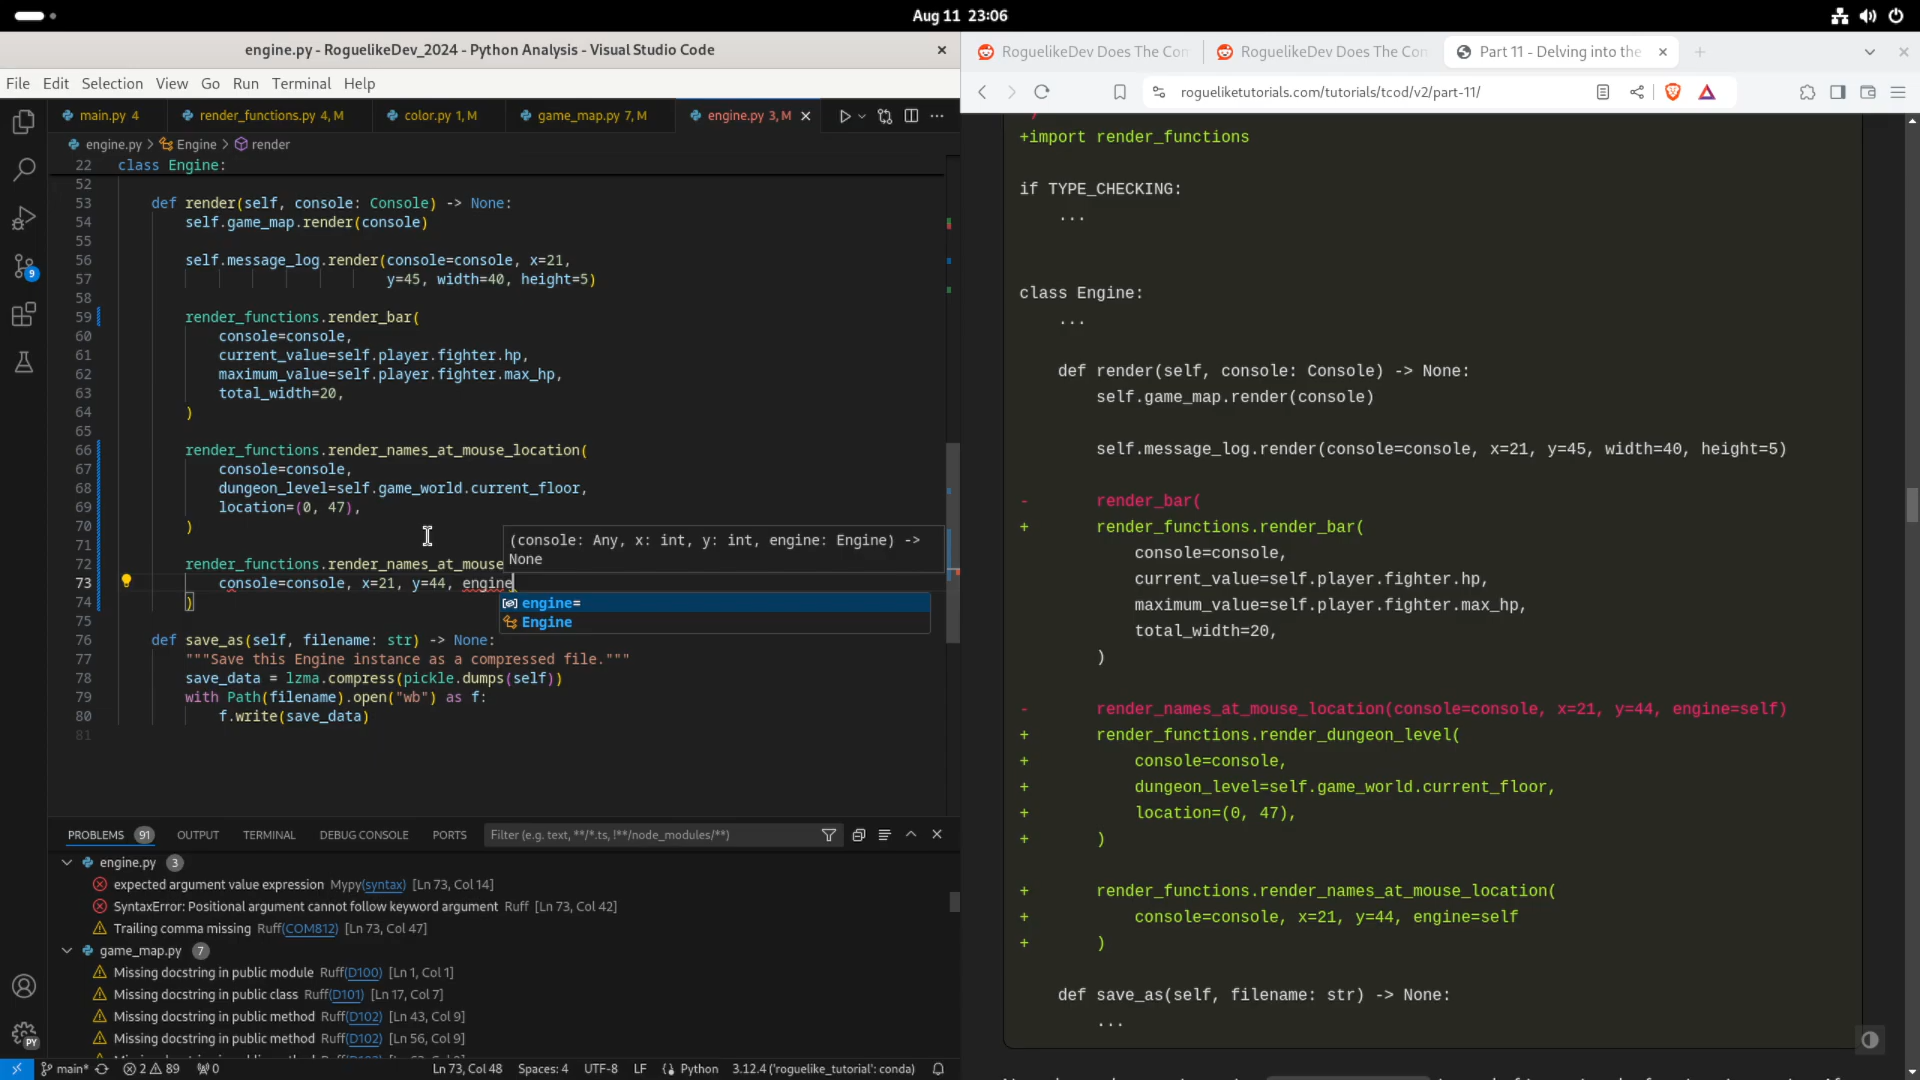 Aug 11 23:06
engine.py - RoguelikeDev_2024 - Python Analysis - Visual Studio Code
File Edit Selection View Go Run Terminal Help
main.py 4 render_functions.py 4, M color.py 1, M game_map.py 7, M engine.py 3, M
engine.py > Engine > render
22 class Engine:
52
53 def render(self, console: Console) -> None:
54 self.game_map.render(console)
55
56 self.message_log.render(console=console, x=21,
57 y=45, width=40, height=5)
58
59 render_functions.render_bar(
60 console=console,
61 current_value=self.player.fighter.hp,
62 maximum_value=self.player.fighter.max_hp,
63 total_width=20,
64 )
65
66 render_functions.render_names_at_mouse_location(
67 console=console,
68 dungeon_level=self.game_world.current_floor,
69 location=(0, 47),
70 )
71
72 render_functions.render_names_at_mouse
73 console=console, x=21, y=44, engine
74 )
75
76 def save_as(self, filename: str) -> None:
77 """Save this Engine instance as a compressed file."""
78 save_data = lzma.compress(pickle.dumps(self))
79 with Path(filename).open("wb") as f:
80 f.write(save_data)
81
(console: Any, x: int, y: int, engine: Engine) ->
None
engine=
Engine
9
PY
PROBLEMS 91 OUTPUT TERMINAL DEBUG CONSOLE PORTS Filter (e.g. text, **/*.ts, !**/node_modules/**)
engine.py 3
expected argument value expression Mypy(syntax) [Ln 73, Col 14]
SyntaxError: Positional argument cannot follow keyword argument Ruff [Ln 73, Col 42]
Trailing comma missing Ruff(COM812) [Ln 73, Col 47]
game_map.py 7
Missing docstring in public module Ruff(D100) [Ln 1, Col 1]
Missing docstring in public class Ruff(D101) [Ln 17, Col 7]
Missing docstring in public method Ruff(D102) [Ln 43, Col 9]
Missing docstring in public method Ruff(D102) [Ln 56, Col 9]
main* 2 89 0 Ln 73, Col 48 Spaces: 4 UTF-8 LF Python 3.12.4 ('roguelike_tutorial': conda)
RoguelikeDev Does The Con RoguelikeDev Does The Con Part 11 - Delving into the
rogueliketutorials.com/tutorials/tcod/v2/part-11/
+import render_functions
if TYPE_CHECKING:
...
class Engine:
...
def render(self, console: Console) -> None:
self.game_map.render(console)
self.message_log.render(console=console, x=21, y=45, width=40, height=5)
- render_bar(
+ render_functions.render_bar(
console=console,
current_value=self.player.fighter.hp,
maximum_value=self.player.fighter.max_hp,
total_width=20,
)
- render_names_at_mouse_location(console=console, x=21, y=44, engine=self)
+ render_functions.render_dungeon_level(
+ console=console,
+ dungeon_level=self.game_world.current_floor,
+ location=(0, 47),
+ )
+ render_functions.render_names_at_mouse_location(
+ console=console, x=21, y=44, engine=self
+ )
def save_as(self, filename: str) -> None:
...